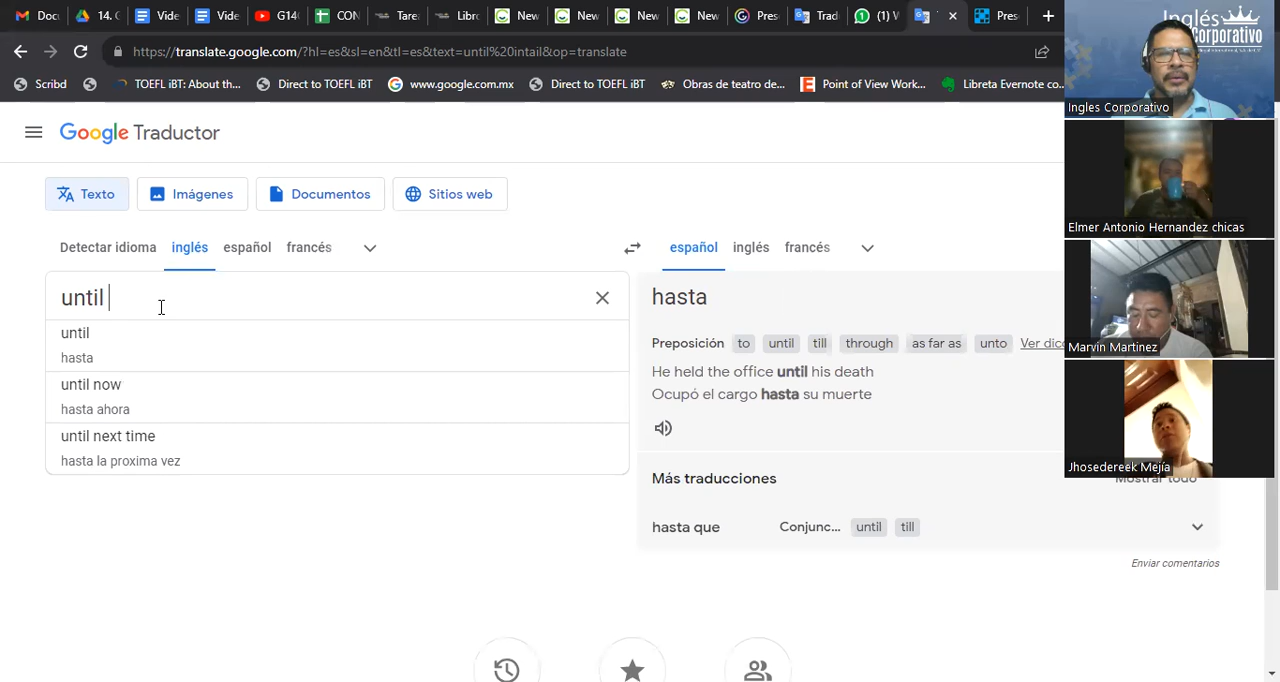 Doc
14. C
Vide
Vide
G14
CON
Tarea
Libro
New
New
New
New
Pres
Trad
(1) W
T
Pres
https://translate.google.com/?hl=es&sl=en&tl=es&text=until%20intail&op=translate
Scribd
TOEFL iBT: About th...
Direct to TOEFL iBT
www.google.com.mx
Direct to TOEFL iBT
Obras de teatro de...
Point of View Work...
Libreta Evernote co...
Inglés
Corporativo
Ingles Corporativo
Elmer Antonio Hernandez chicas
Marvin Martinez
Jhosedereek Mejía
Google Traductor
Texto
Imágenes
Documentos
Sitios web
Detectar idioma
inglés
español
francés
español
inglés
francés
until
until
hasta
until now
hasta ahora
until next time
hasta la proxima vez
hasta
Preposición to until till through as far as unto Ver dicc
He held the office until his death
Ocupó el cargo hasta su muerte
Más traducciones
Mostrar todo
hasta que Conjunc... until till
Enviar comentarios